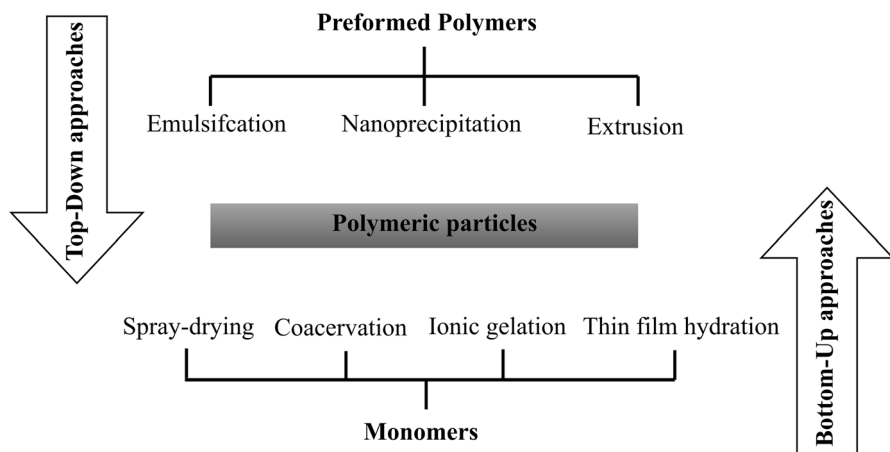 Top-Down approaches
Preformed Polymers
Emulsifcation
Nanoprecipitation
Extrusion
Polymeric particles
Spray-drying
Coacervation
Ionic gelation
Thin film hydration
Monomers
Bottom-Up approaches